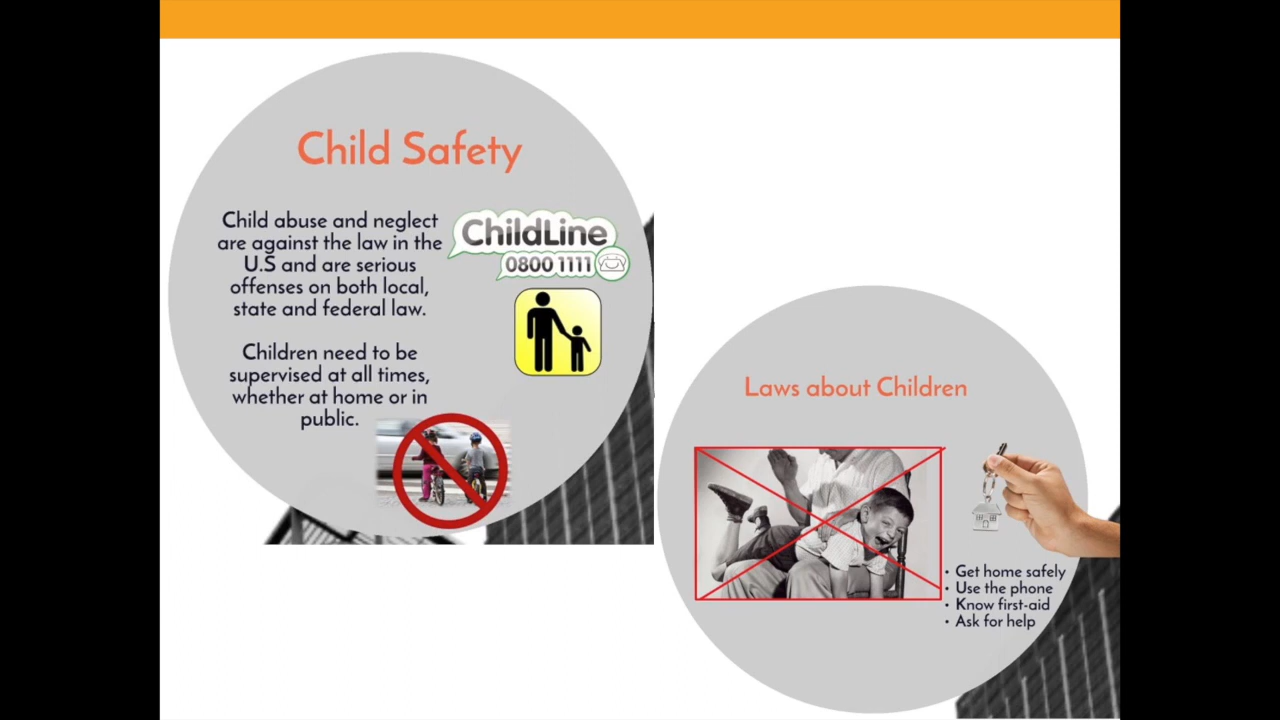 Child Safety
Child abuse and neglect
are against the law in the
U.S and are serious
offenses on both local,
state and federal law.
Children need to be
supervised at all times,
whether at home or in
public.
ChildLine
0800 1111
Laws about Children
• Get home safely
• Use the phone
• Know first-aid
• Ask for help